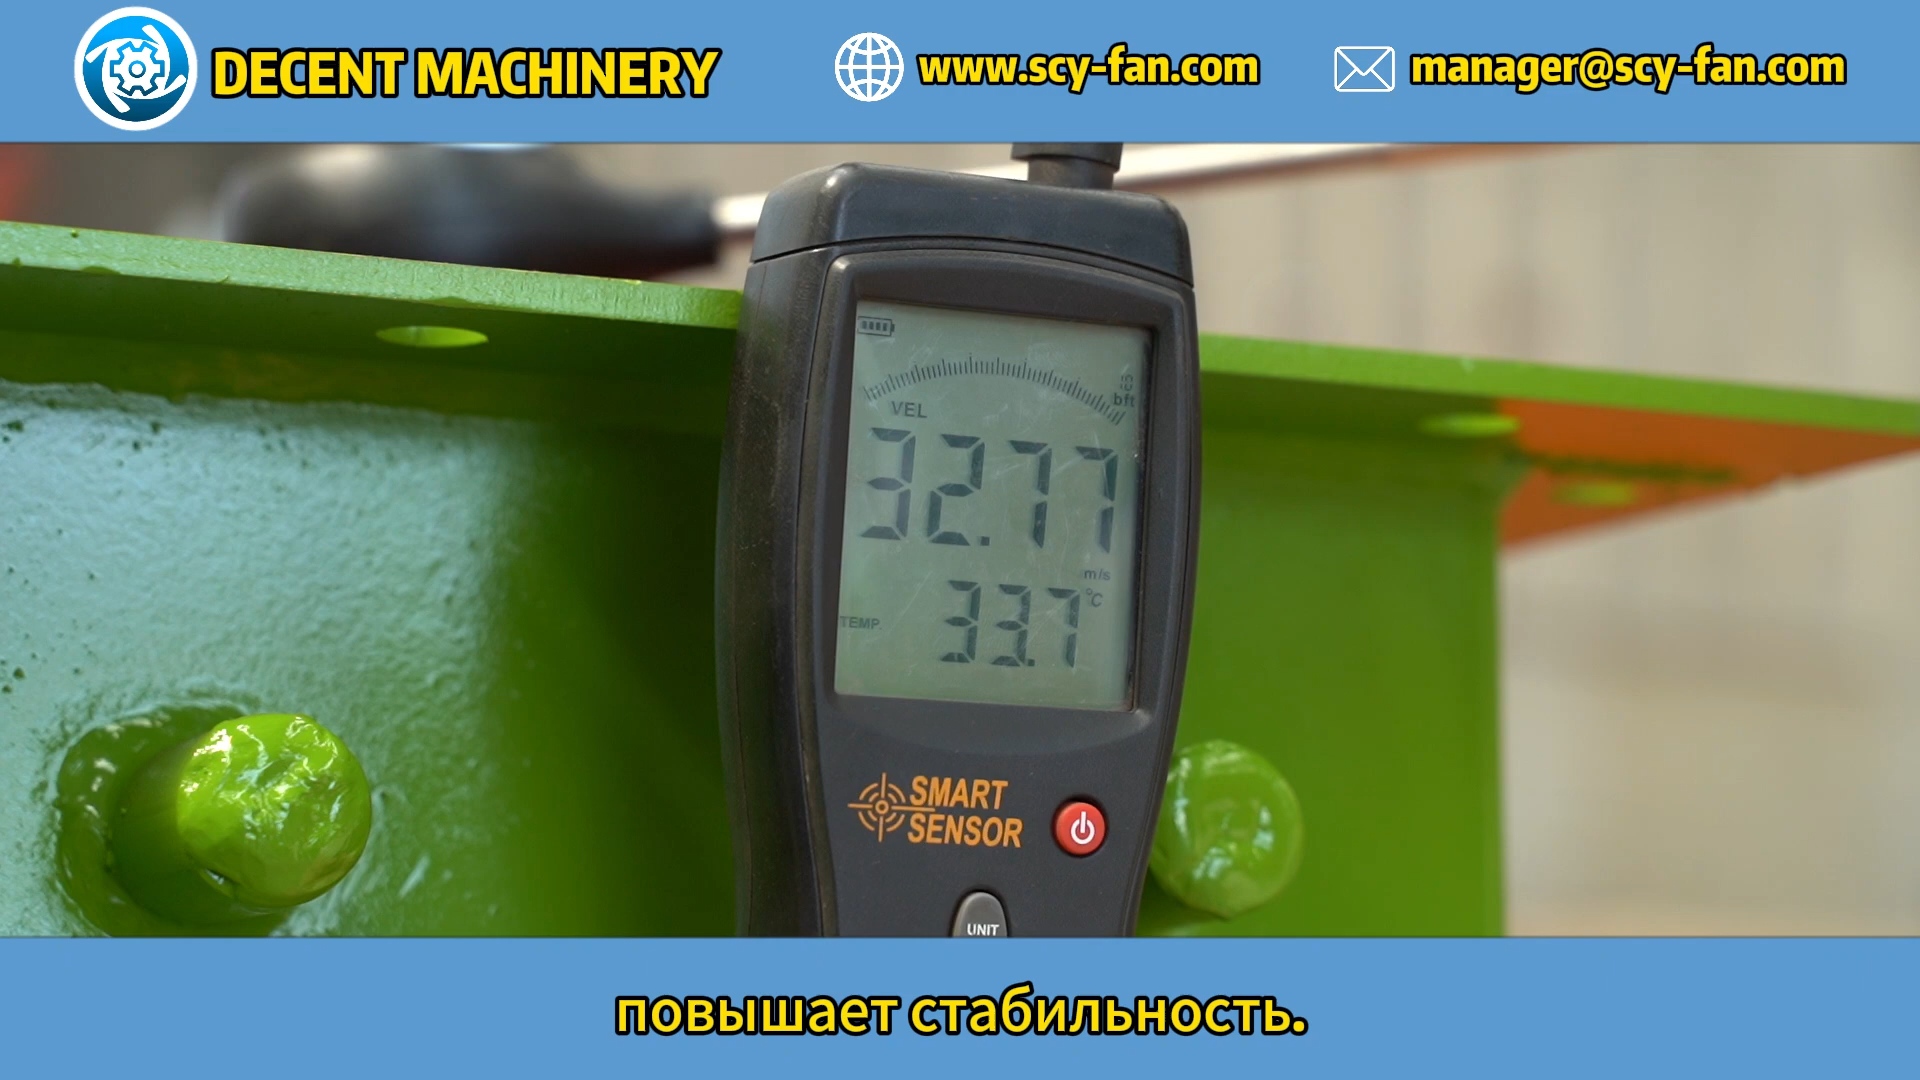 DECENT MACHINERY
www.scy-fan.com
manager@scy-fan.com
bft
VEL
32.77
m/s
TEMP.
33.7
°C
SMART
SENSOR
UNIT
повышает стабильность.